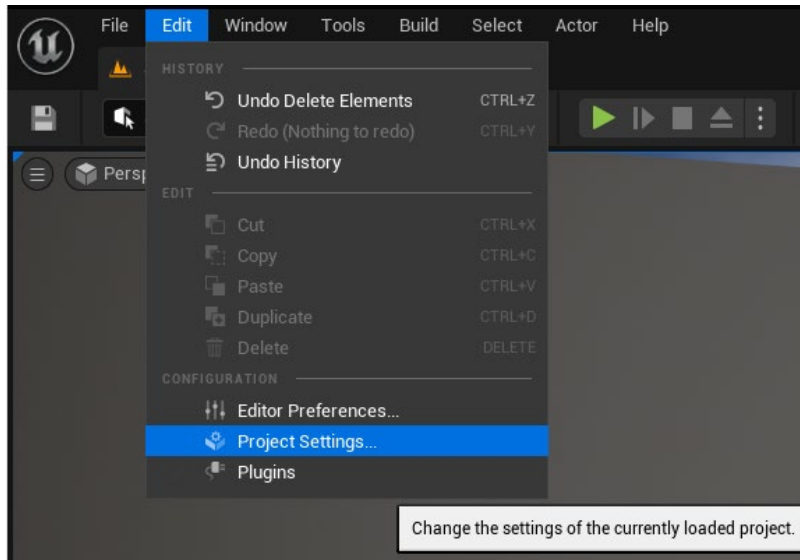 File Edit Window Tools Build Select Actor Help
HISTORY
Undo Delete Elements CTRL+Z
Redo (Nothing to redo) CTRL+Y
Undo History
Persp
EDIT
Cut CTRL+X
Copy CTRL+C
Paste CTRL+V
Duplicate CTRL+D
Delete DELETE
CONFIGURATION
Editor Preferences...
Project Settings...
Plugins
Change the settings of the currently loaded project.